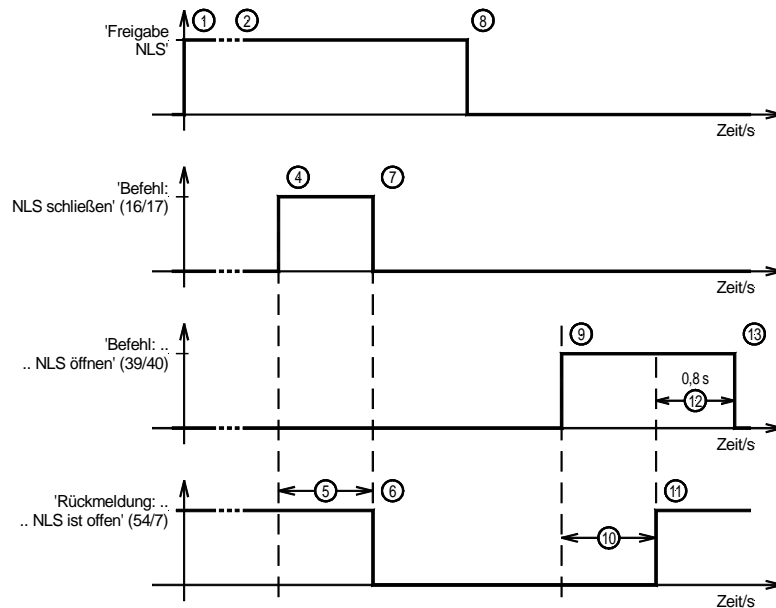 ① ② ⑧
'Freigabe
NLS'
Zeit/s
④ ⑦
'Befehl:
NLS schließen' (16/17)
Zeit/s
⑨ ⑬
'Befehl: ..
.. NLS öffnen' (39/40)
0,8 s
⑫
Zeit/s
⑤ ⑥ ⑪
'Rückmeldung: ..
.. NLS ist offen' (54/7)
⑩
Zeit/s